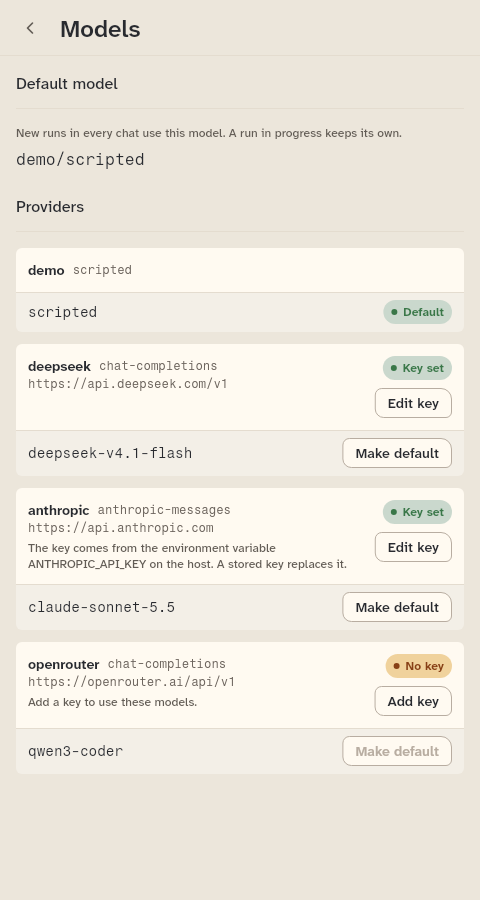 Models
Default model
New runs in every chat use this model. A run in progress keeps its own.
demo/scripted
Providers
demo scripted
scripted
Default
deepseek chat-completions
Key set
https://api.deepseek.com/v1
Edit key
deepseek-v4.1-flash
Make default
anthropic anthropic-messages
Key set
https://api.anthropic.com
Edit key
The key comes from the environment variable
ANTHROPIC_API_KEY on the host. A stored key replaces it.
claude-sonnet-5.5
Make default
openrouter chat-completions
No key
https://openrouter.ai/api/v1
Add key
Add a key to use these models.
qwen3-coder
Make default